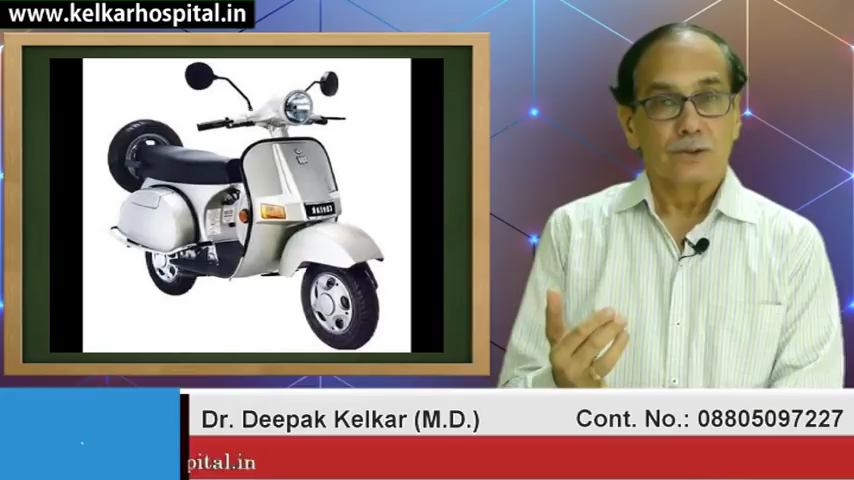 www.kelkarhospital.in
Dr. Deepak Kelkar (M.D.)
Cont. No.: 08805097227
pital.in